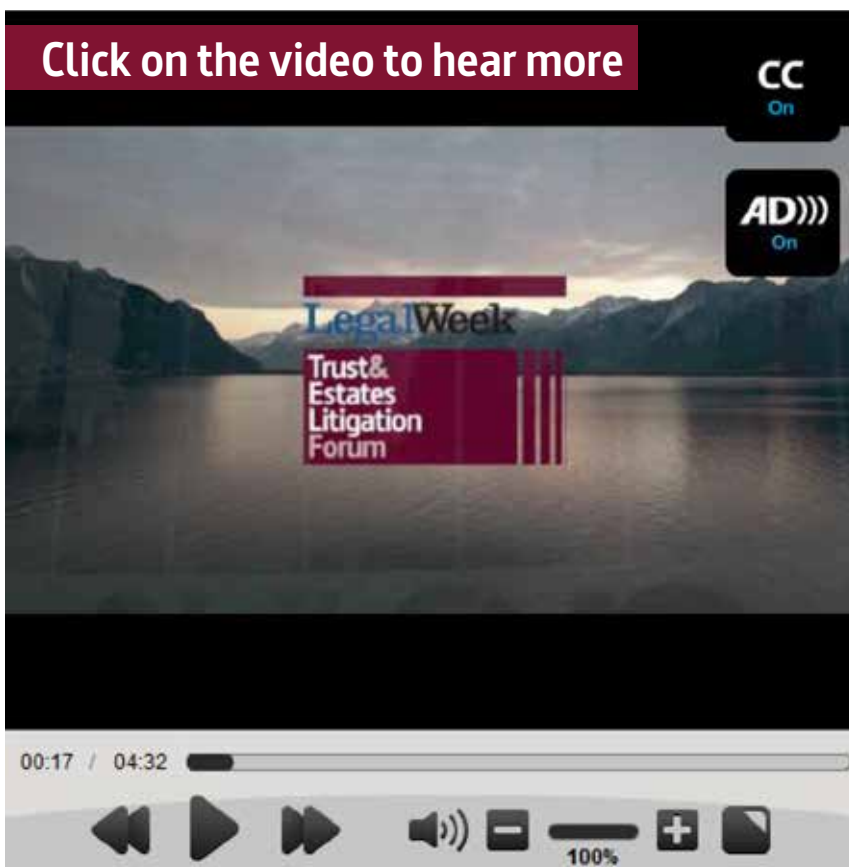 Click on the video to hear more
CC
On
AD)))
On
LegalWeek
Trust&
Estates
Litigation
Forum
00:17 / 04:32
100%